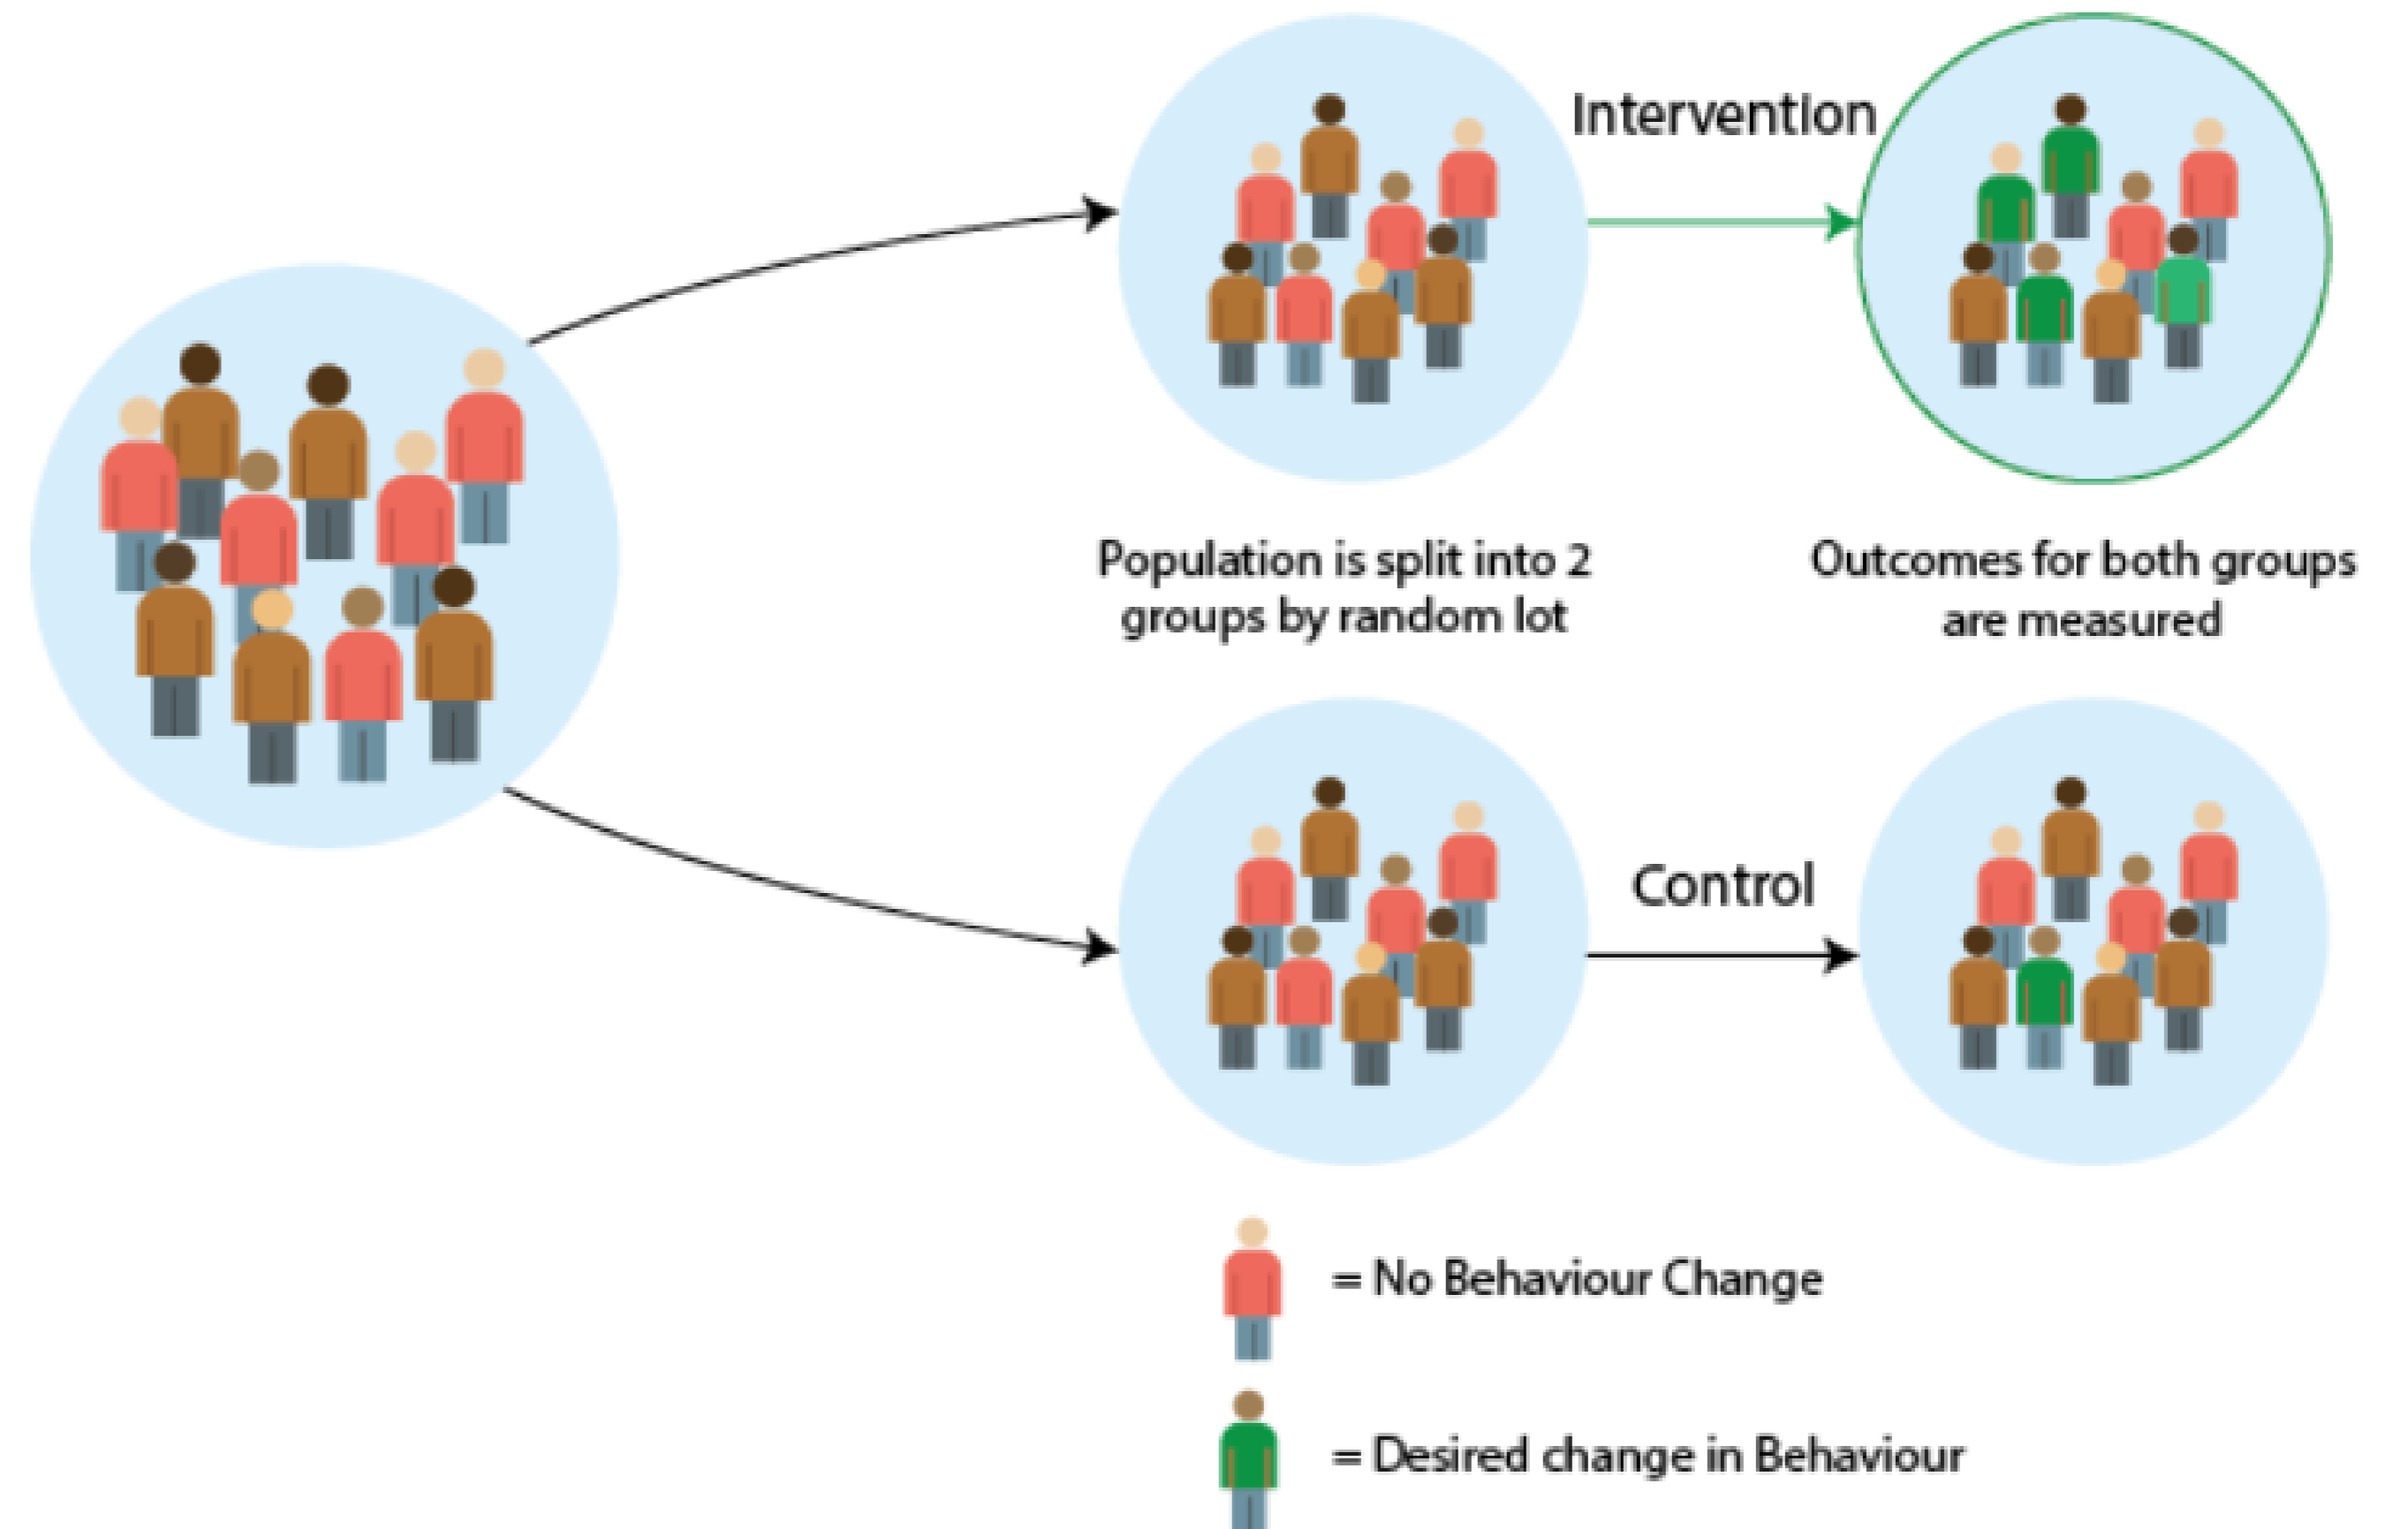 Intervention
Population is split into 2
groups by random lot
Outcomes for both groups
are measured
Control
= No Behaviour Change
= Desired change in Behaviour